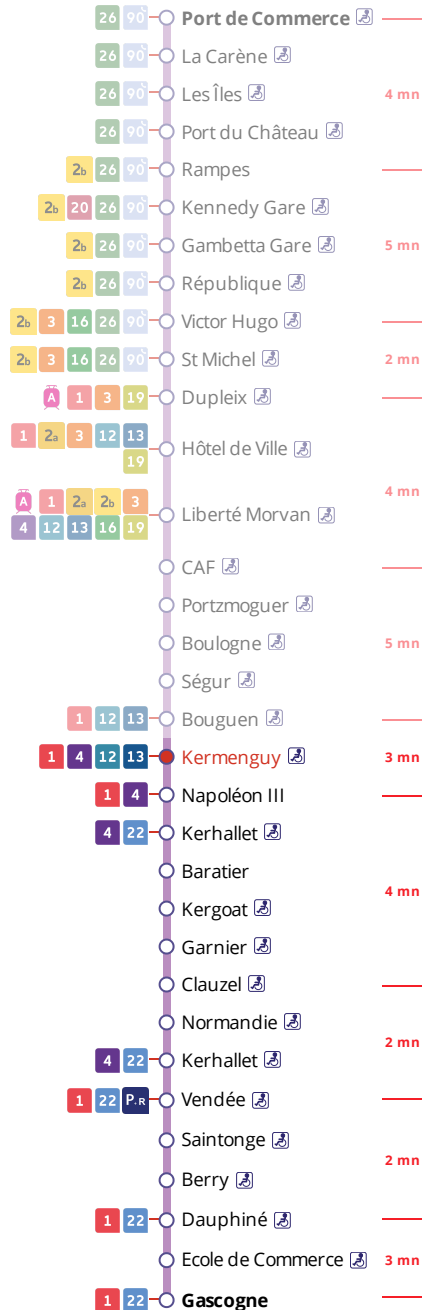 26 90 Port de Commerce
26 90 La Carène
26 90 Les Îles
4 mn
26 90 Port du Château
2b 26 90 Rampes
2b 20 26 90 Kennedy Gare
2b 26 90 Gambetta Gare
5 mn
2b 26 90 République
2b 3 16 26 90 Victor Hugo
2b 3 16 26 90 St Michel
2 mn
A 1 3 19 Dupleix
1 2a 3 12 13
19
Hôtel de Ville
4 mn
A 1 2a 2b 3
4 12 13 16 19
Liberté Morvan
CAF
Portzmoguer
Boulogne
5 mn
Ségur
1 12 13 Bouguen
1 4 12 13 Kermenguy
3 mn
1 4 Napoléon III
4 22 Kerhallet
Baratier
4 mn
Kergoat
Garnier
Clauzel
Normandie
2 mn
4 22 Kerhallet
1 22 P+R Vendée
Saintonge
2 mn
Berry
1 22 Dauphiné
Ecole de Commerce
3 mn
1 22 Gascogne